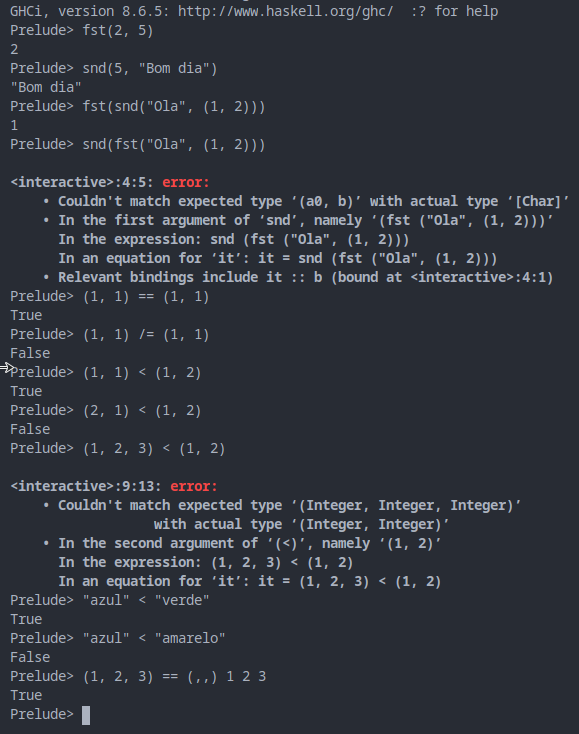 GHCi, version 8.6.5: http://www.haskell.org/ghc/  :? for help
Prelude> fst(2, 5)
2
Prelude> snd(5, "Bom dia")
"Bom dia"
Prelude> fst(snd("Ola", (1, 2)))
1
Prelude> snd(fst("Ola", (1, 2)))
<interactive>:4:5: error:
    • Couldn't match expected type ‘(a0, b)’ with actual type ‘[Char]’
    • In the first argument of ‘snd’, namely ‘(fst ("Ola", (1, 2)))’
      In the expression: snd (fst ("Ola", (1, 2)))
      In an equation for ‘it’: it = snd (fst ("Ola", (1, 2)))
    • Relevant bindings include it :: b (bound at <interactive>:4:1)
Prelude> (1, 1) == (1, 1)
True
Prelude> (1, 1) /= (1, 1)
False
Prelude> (1, 1) < (1, 2)
True
Prelude> (2, 1) < (1, 2)
False
Prelude> (1, 2, 3) < (1, 2)
<interactive>:9:13: error:
    • Couldn't match expected type ‘(Integer, Integer, Integer)’
                  with actual type ‘(Integer, Integer)’
    • In the second argument of ‘(<)’, namely ‘(1, 2)’
      In the expression: (1, 2, 3) < (1, 2)
      In an equation for ‘it’: it = (1, 2, 3) < (1, 2)
Prelude> "azul" < "verde"
True
Prelude> "azul" < "amarelo"
False
Prelude> (1, 2, 3) == (,,) 1 2 3
True
Prelude>